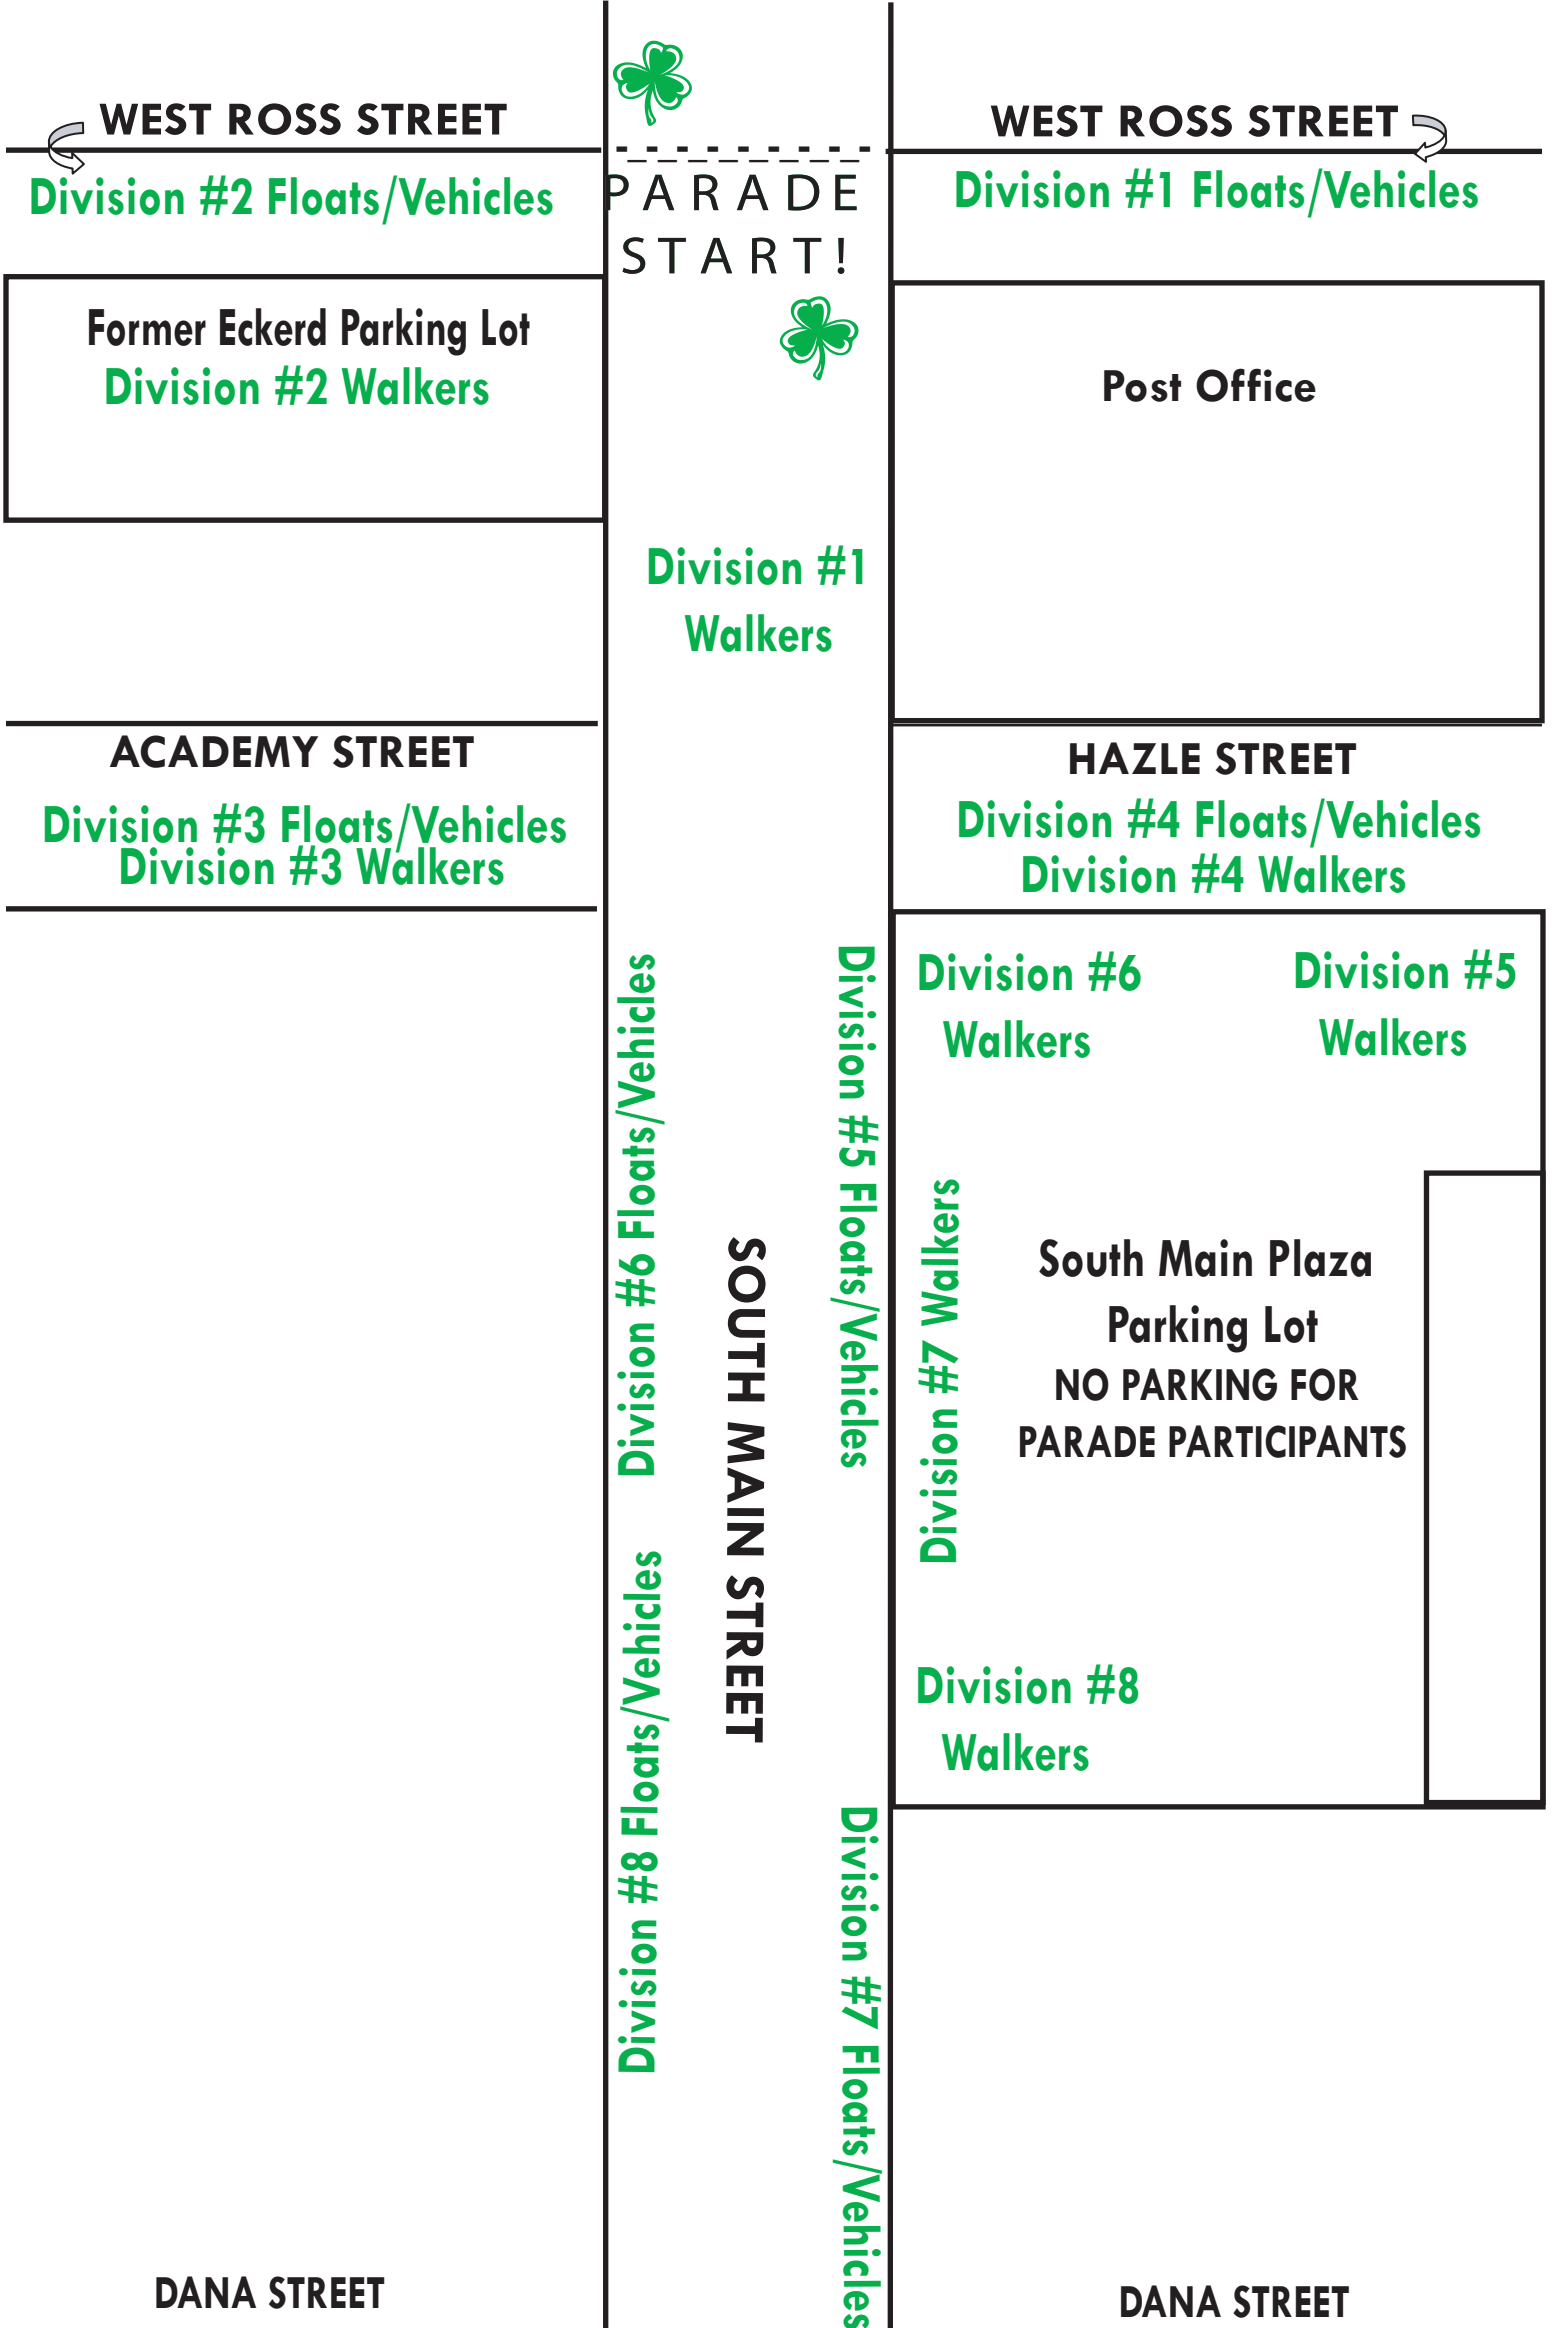 WEST ROSS STREET
WEST ROSS STREET
Division #2 Floats/Vehicles
PARADE
START!
Division #1 Floats/Vehicles
Former Eckerd Parking Lot
Division #2 Walkers
Post Office
Division #1
Walkers
ACADEMY STREET
Division #3 Floats/Vehicles
Division #3 Walkers
HAZLE STREET
Division #4 Floats/Vehicles
Division #4 Walkers
Division #6 Floats/Vehicles
Division #5 Floats/Vehicles
Division #6
Walkers
Division #5
Walkers
SOUTH MAIN STREET
Division #7 Walkers
South Main Plaza
Parking Lot
NO PARKING FOR
PARADE PARTICIPANTS
Division #8 Floats/Vehicles
Division #8
Walkers
Division #7 Floats/Vehicles
DANA STREET
DANA STREET